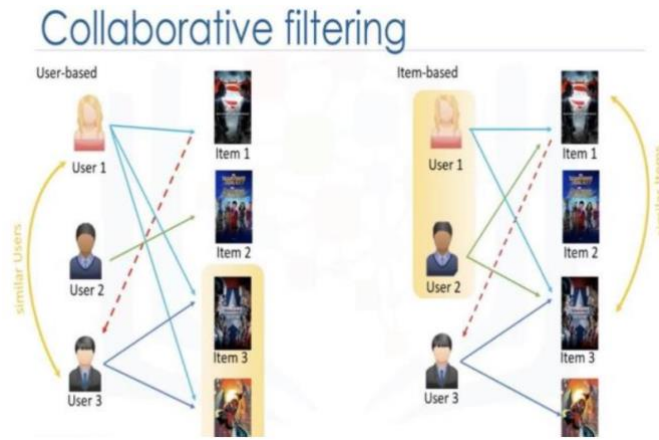 Collaborative filtering
User-based
User 1
User 2
User 3
similar Users
Item 1
Item 2
Item 3
Item-based
User 1
User 2
User 3
Item 1
Item 2
Item 3